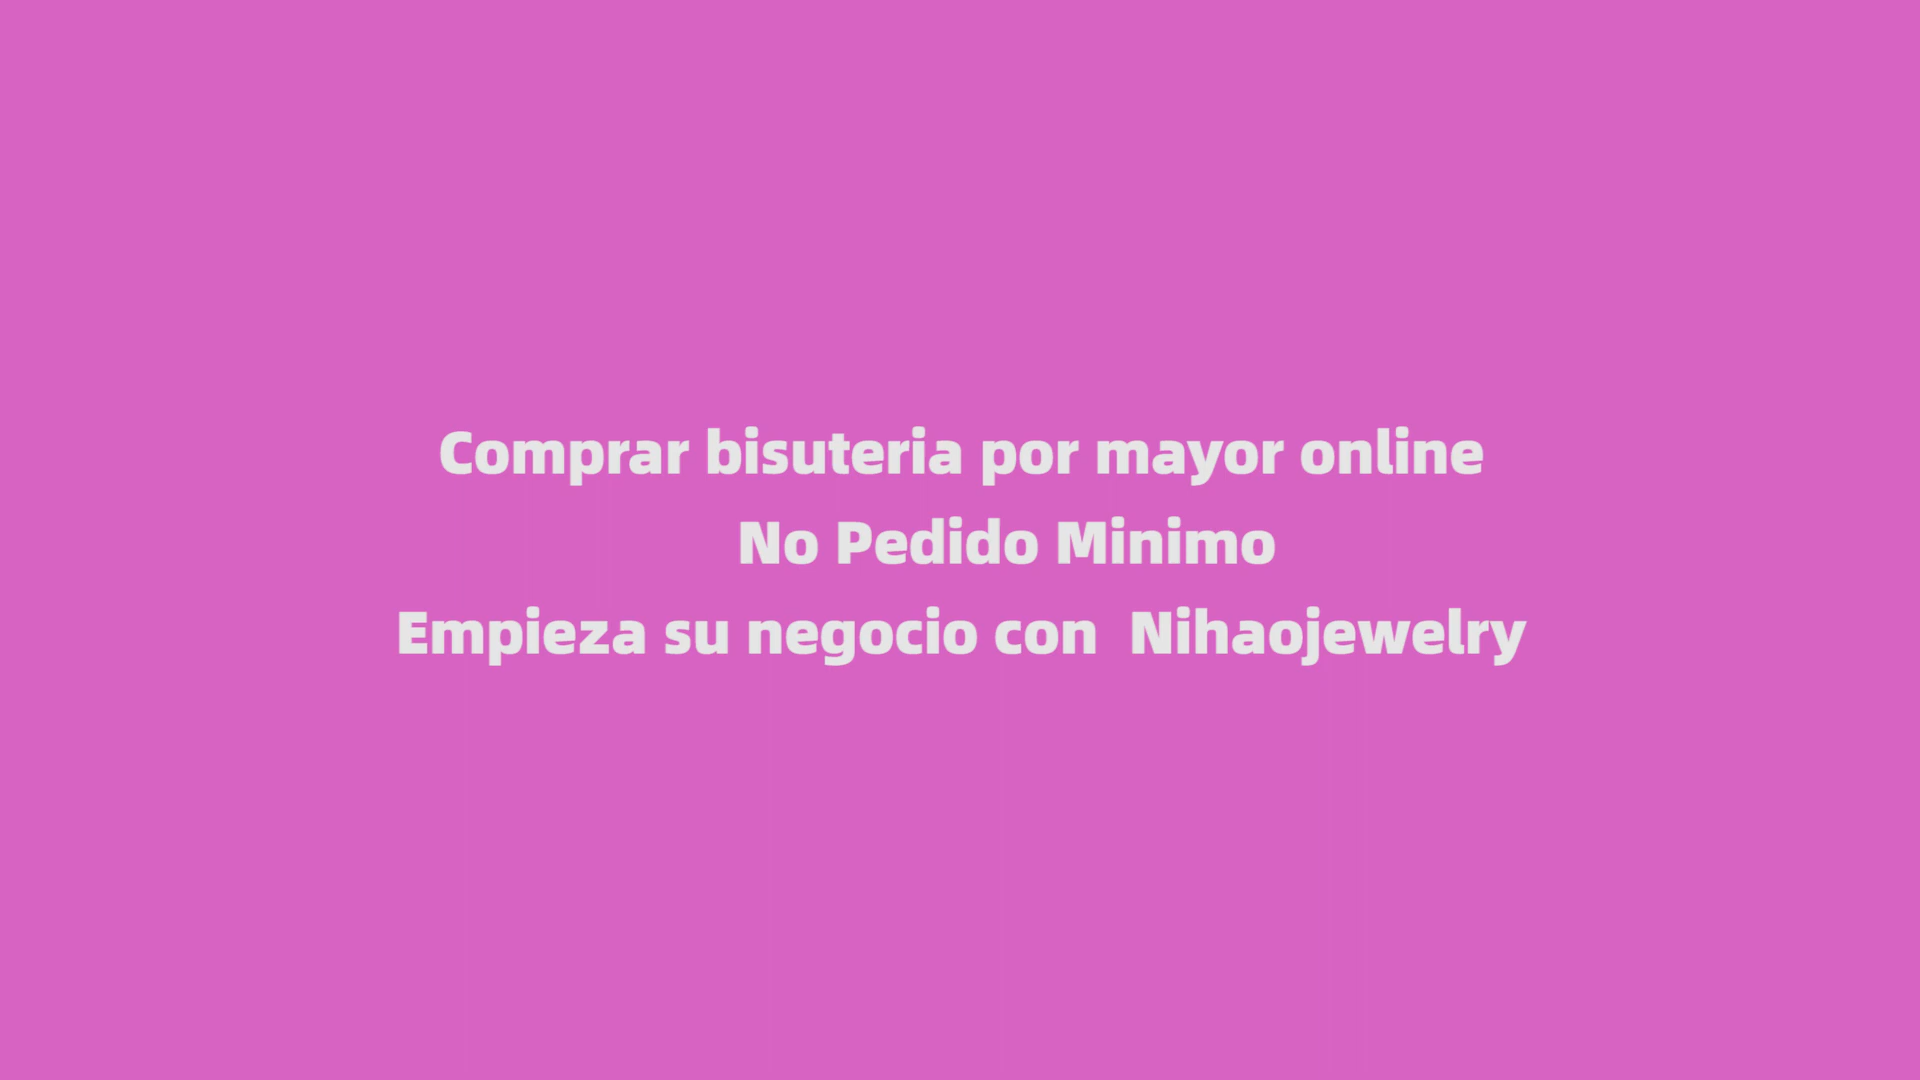 Comprar bisuteria por mayor online
No Pedido Minimo
Empieza su negocio con  Nihaojewelry